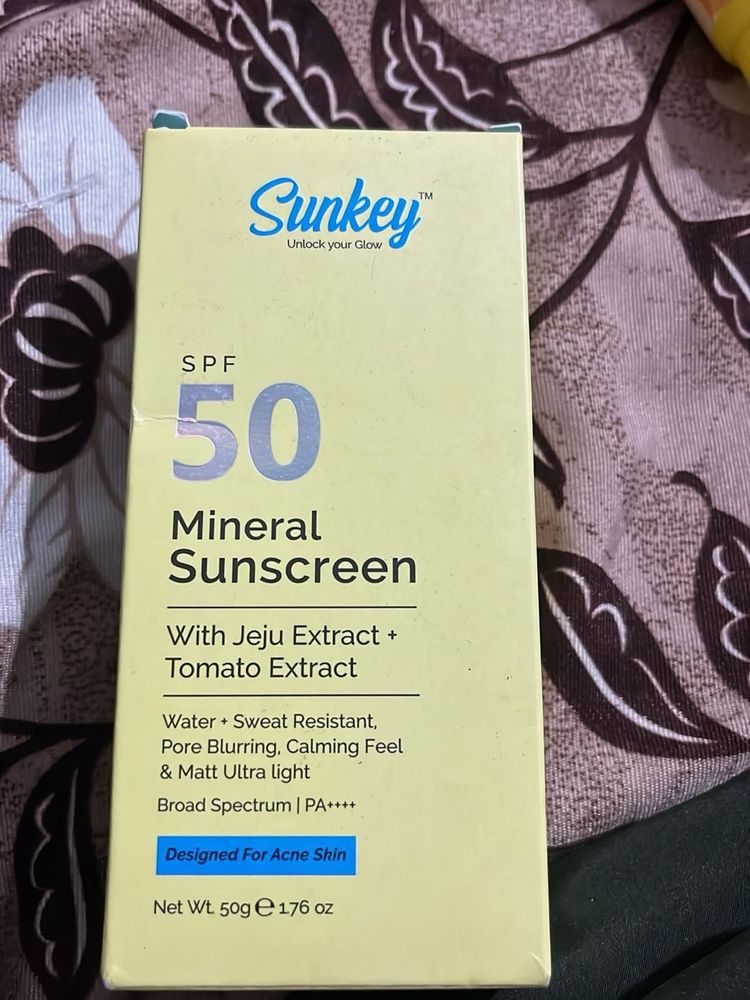 Sunkey™
Unlock your Glow
SPF
50
Mineral
Sunscreen
With Jeju Extract +
Tomato Extract
Water + Sweat Resistant,
Pore Blurring, Calming Feel
& Matt Ultra light
Broad Spectrum | PA++++
Designed For Acne Skin
Net Wt. 50g ℮ 1.76 oz